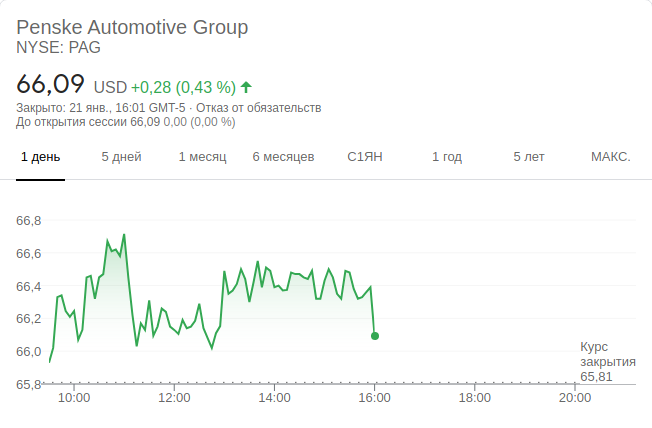 Penske Automotive Group
NYSE: PAG
66,09 USD +0,28 (0,43 %)
Закрыто: 21 янв., 16:01 GMT-5 · Отказ от обязательств
До открытия сессии 66,09 0,00 (0,00 %)
1 день 5 дней 1 месяц 6 месяцев С1ЯН 1 год 5 лет МАКС.
66,8
66,6
66,4
66,2
66,0
65,8
Курс
закрытия
65,81
10:00 12:00 14:00 16:00 18:00 20:00